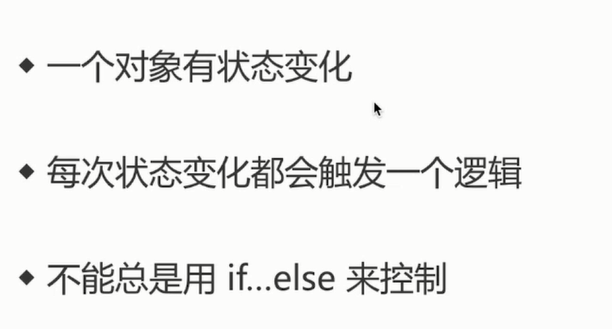 ◆ 一个对象有状态变化
◆ 每次状态变化都会触发一个逻辑
◆ 不能总是用 if...else 来控制